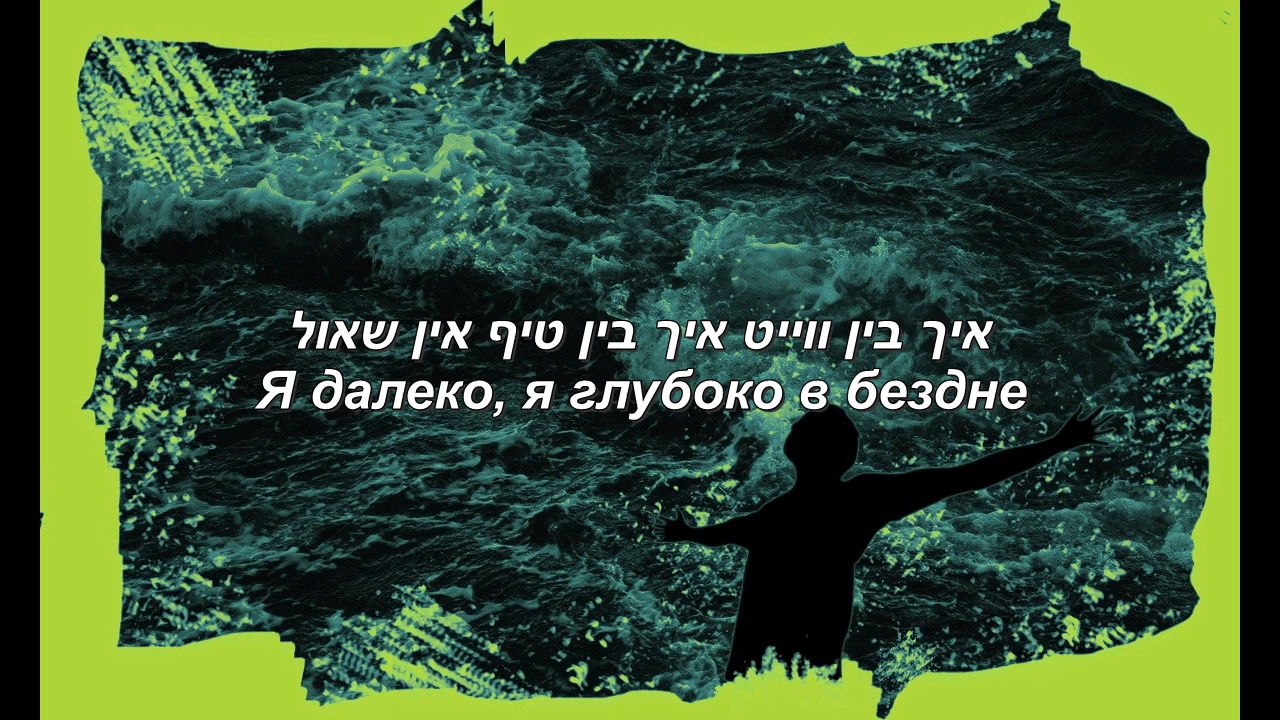 איך בין ווייט איך בין טיף אין שאול
Я далеко, я глубоко в бездне